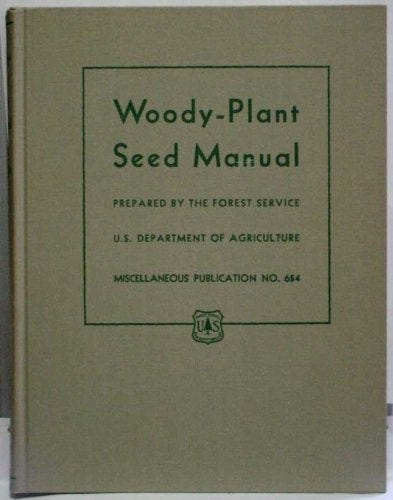 Woody-Plant
Seed Manual
PREPARED BY THE FOREST SERVICE
U.S. DEPARTMENT OF AGRICULTURE
MISCELLANEOUS PUBLICATION NO. 654
U S